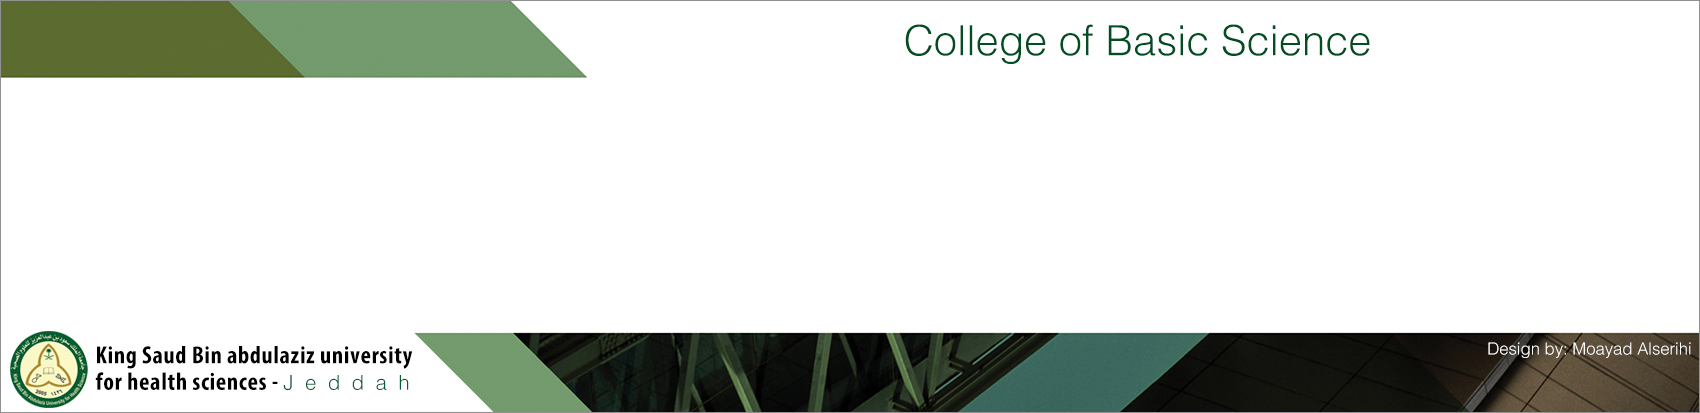 College of Basic Science
King Saud Bin abdulaziz university
for health sciences - Jeddah
Design by: Moayad Alserihi